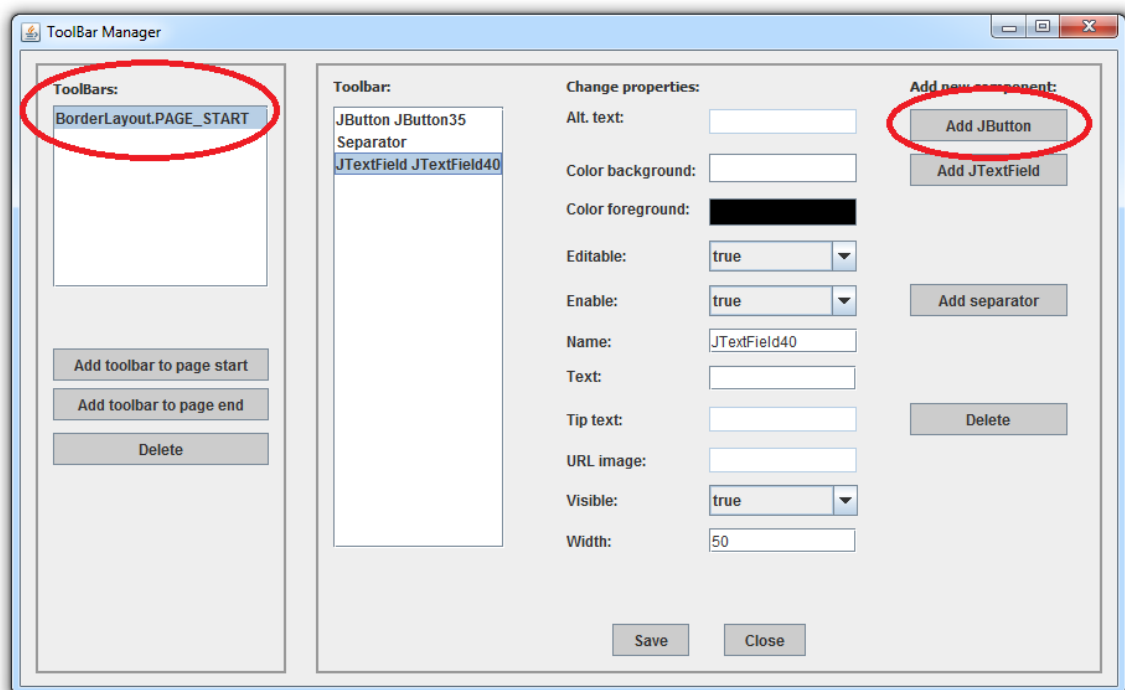 ToolBar Manager
ToolBars:
BorderLayout.PAGE_START
Add toolbar to page start
Add toolbar to page end
Delete
Toolbar:
JButton JButton35
Separator
JTextField JTextField40
Change properties:
Alt. text:
Color background:
Color foreground:
Editable: true
Enable: true
Name: JTextField40
Text:
Tip text:
URL image:
Visible: true
Width: 50
Add new component:
Add JButton
Add JTextField
Add separator
Delete
Save Close